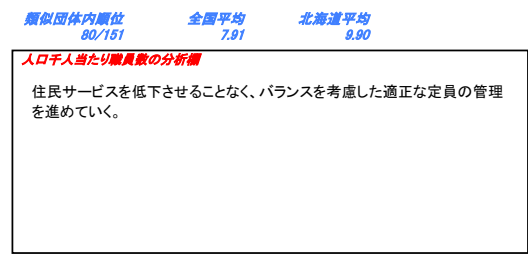 類似団体内順位 全国平均 北海道平均
80/151 7.91 9.90
人口千人当たり職員数の分析欄
住民サービスを低下させることなく、バランスを考慮した適正な定員の管理
を進めていく。